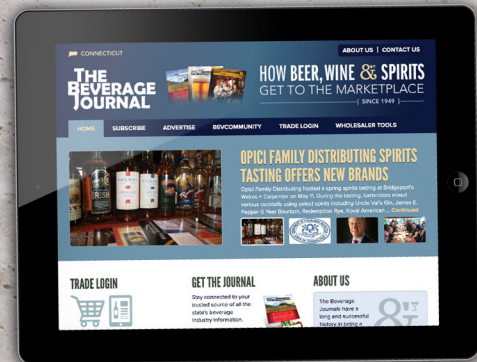 CONNECTICUT
ABOUT US | CONTACT US
THE
BEVERAGE
JOURNAL
HOW BEER, WINE & SPIRITS
GET TO THE MARKETPLACE
{ SINCE 1949 }
HOME SUBSCRIBE ADVERTISE BEVCOMMUNITY TRADE LOGIN WHOLESALER TOOLS
OPICI FAMILY DISTRIBUTING SPIRITS
TASTING OFFERS NEW BRANDS
Opici Family Distributing hosted a spring spirits tasting at Bridgeport's
Walrus + Carpenter on May 11. During the tasting, bartenders mixed
various cocktails using select spirits including Uncle Val's Gin, James E.
Pepper 5 Year Bourbon, Redemption Rye, Koval American ... Continued
IRISH
TRADE LOGIN
GET THE JOURNAL
Stay connected to your
trusted source of all the
state's beverage
industry information.
ABOUT US
The Beverage
Journals have a
long and successful
history in being a
&